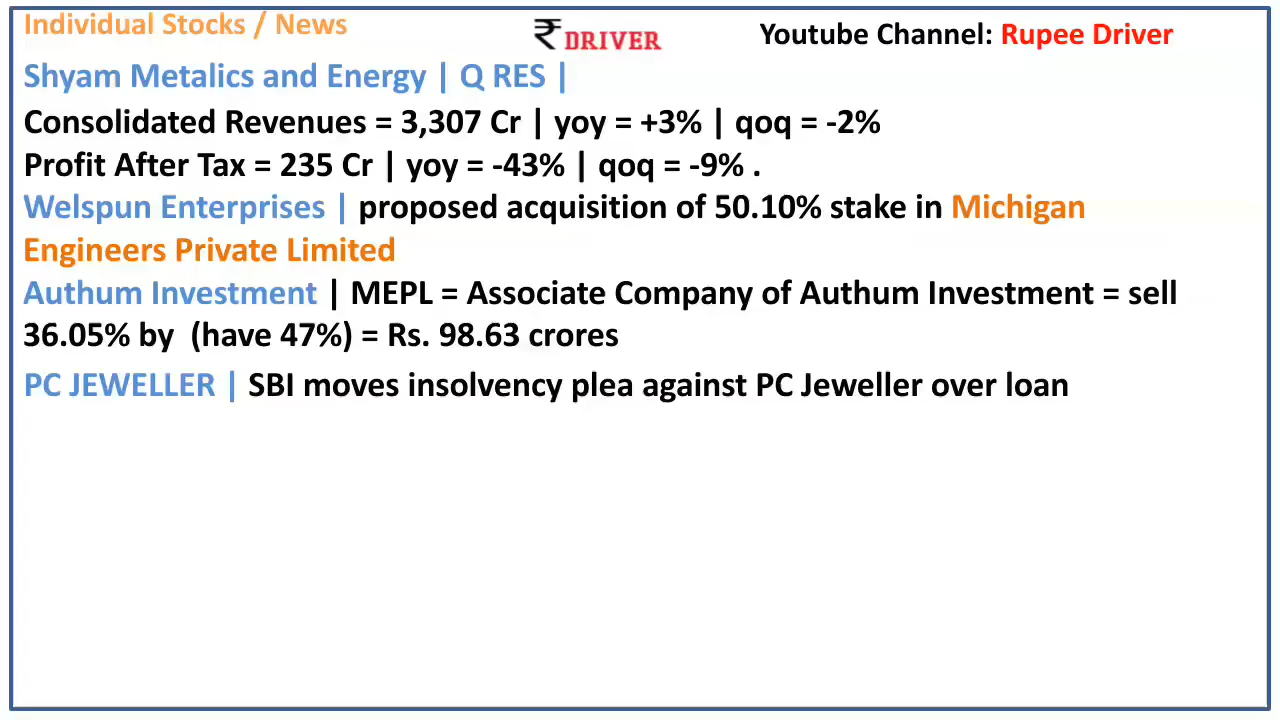 Individual Stocks / News
₹ DRIVER
Youtube Channel: Rupee Driver
Shyam Metalics and Energy | Q RES |
Consolidated Revenues = 3,307 Cr | yoy = +3% | qoq = -2%
Profit After Tax = 235 Cr | yoy = -43% | qoq = -9% .
Welspun Enterprises | proposed acquisition of 50.10% stake in Michigan
Engineers Private Limited
Authum Investment | MEPL = Associate Company of Authum Investment = sell
36.05% by (have 47%) = Rs. 98.63 crores
PC JEWELLER | SBI moves insolvency plea against PC Jeweller over loan